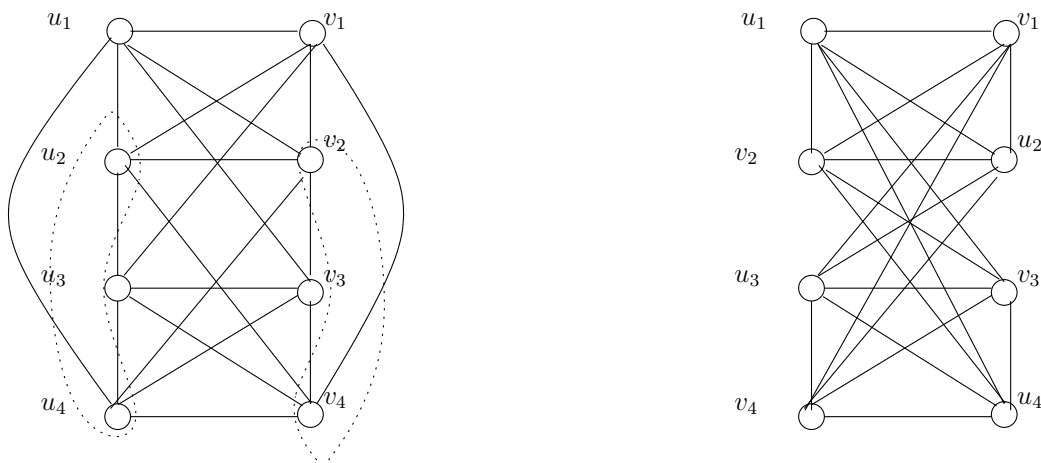 u₁ v₁ u₁ v₁
u₂ v₂ v₂ u₂
u₃ v₃ u₃ v₃
u₄ v₄ v₄ u₄